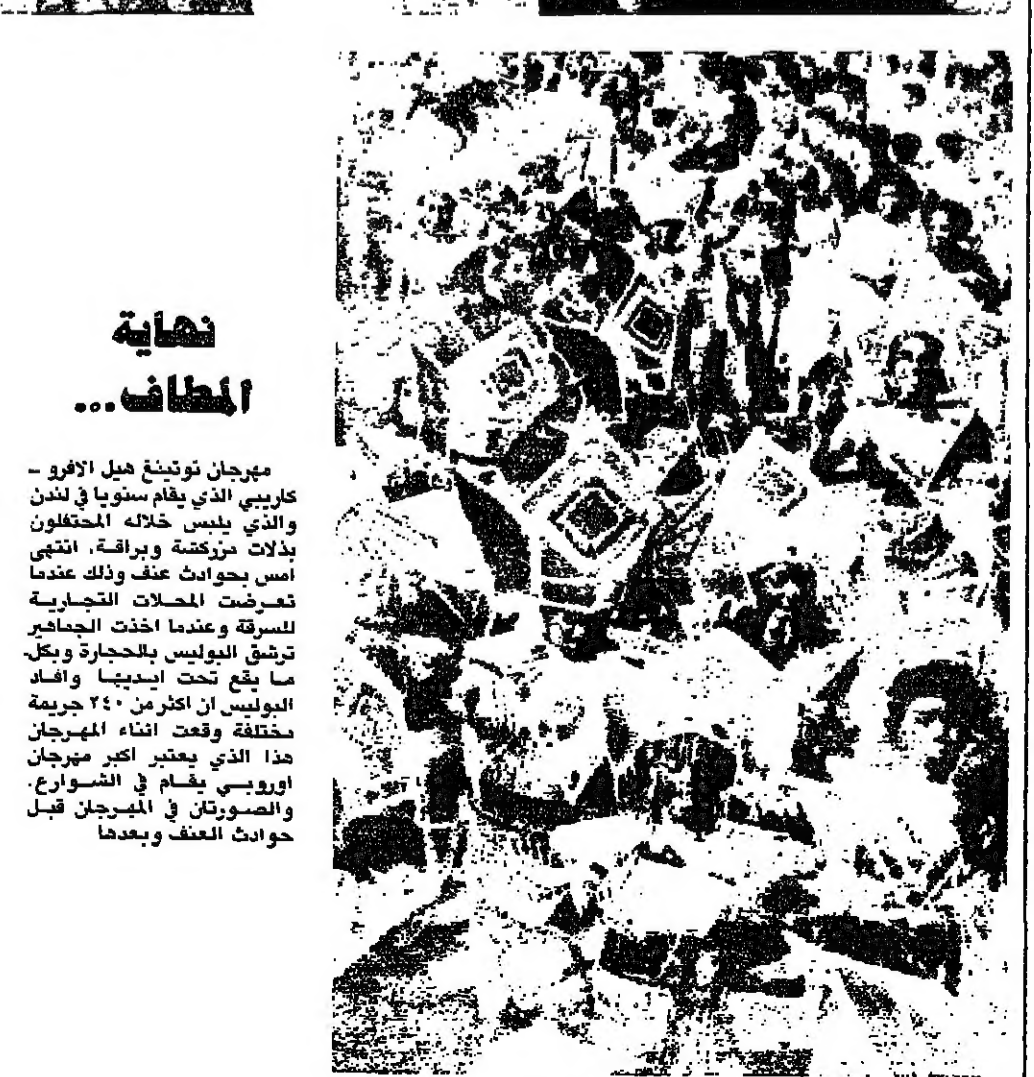 نهاية
المطاف...
مهرجان نوتينغ هيل الافرو -
كاريبي الذي يقام سنويا في لندن
والذي يلبس خلاله المحتفلون
بذلات مزركشة وبراقة، انتهى
امس بحوادث عنف وذلك عندما
تعرضت المحلات التجارية
للسرقة وعندما اخذت الجماهير
ترشق البوليس بالحجارة وبكل
ما يقع تحت ايديها وافاد
البوليس ان اكثر من ٢٤٠ جريمة
مختلفة وقعت اثناء المهرجان
هذا الذي يعتبر اكبر مهرجان
اوروبي يقام في الشوارع.
والصورتان في المهرجان قبل
حوادث العنف وبعدها